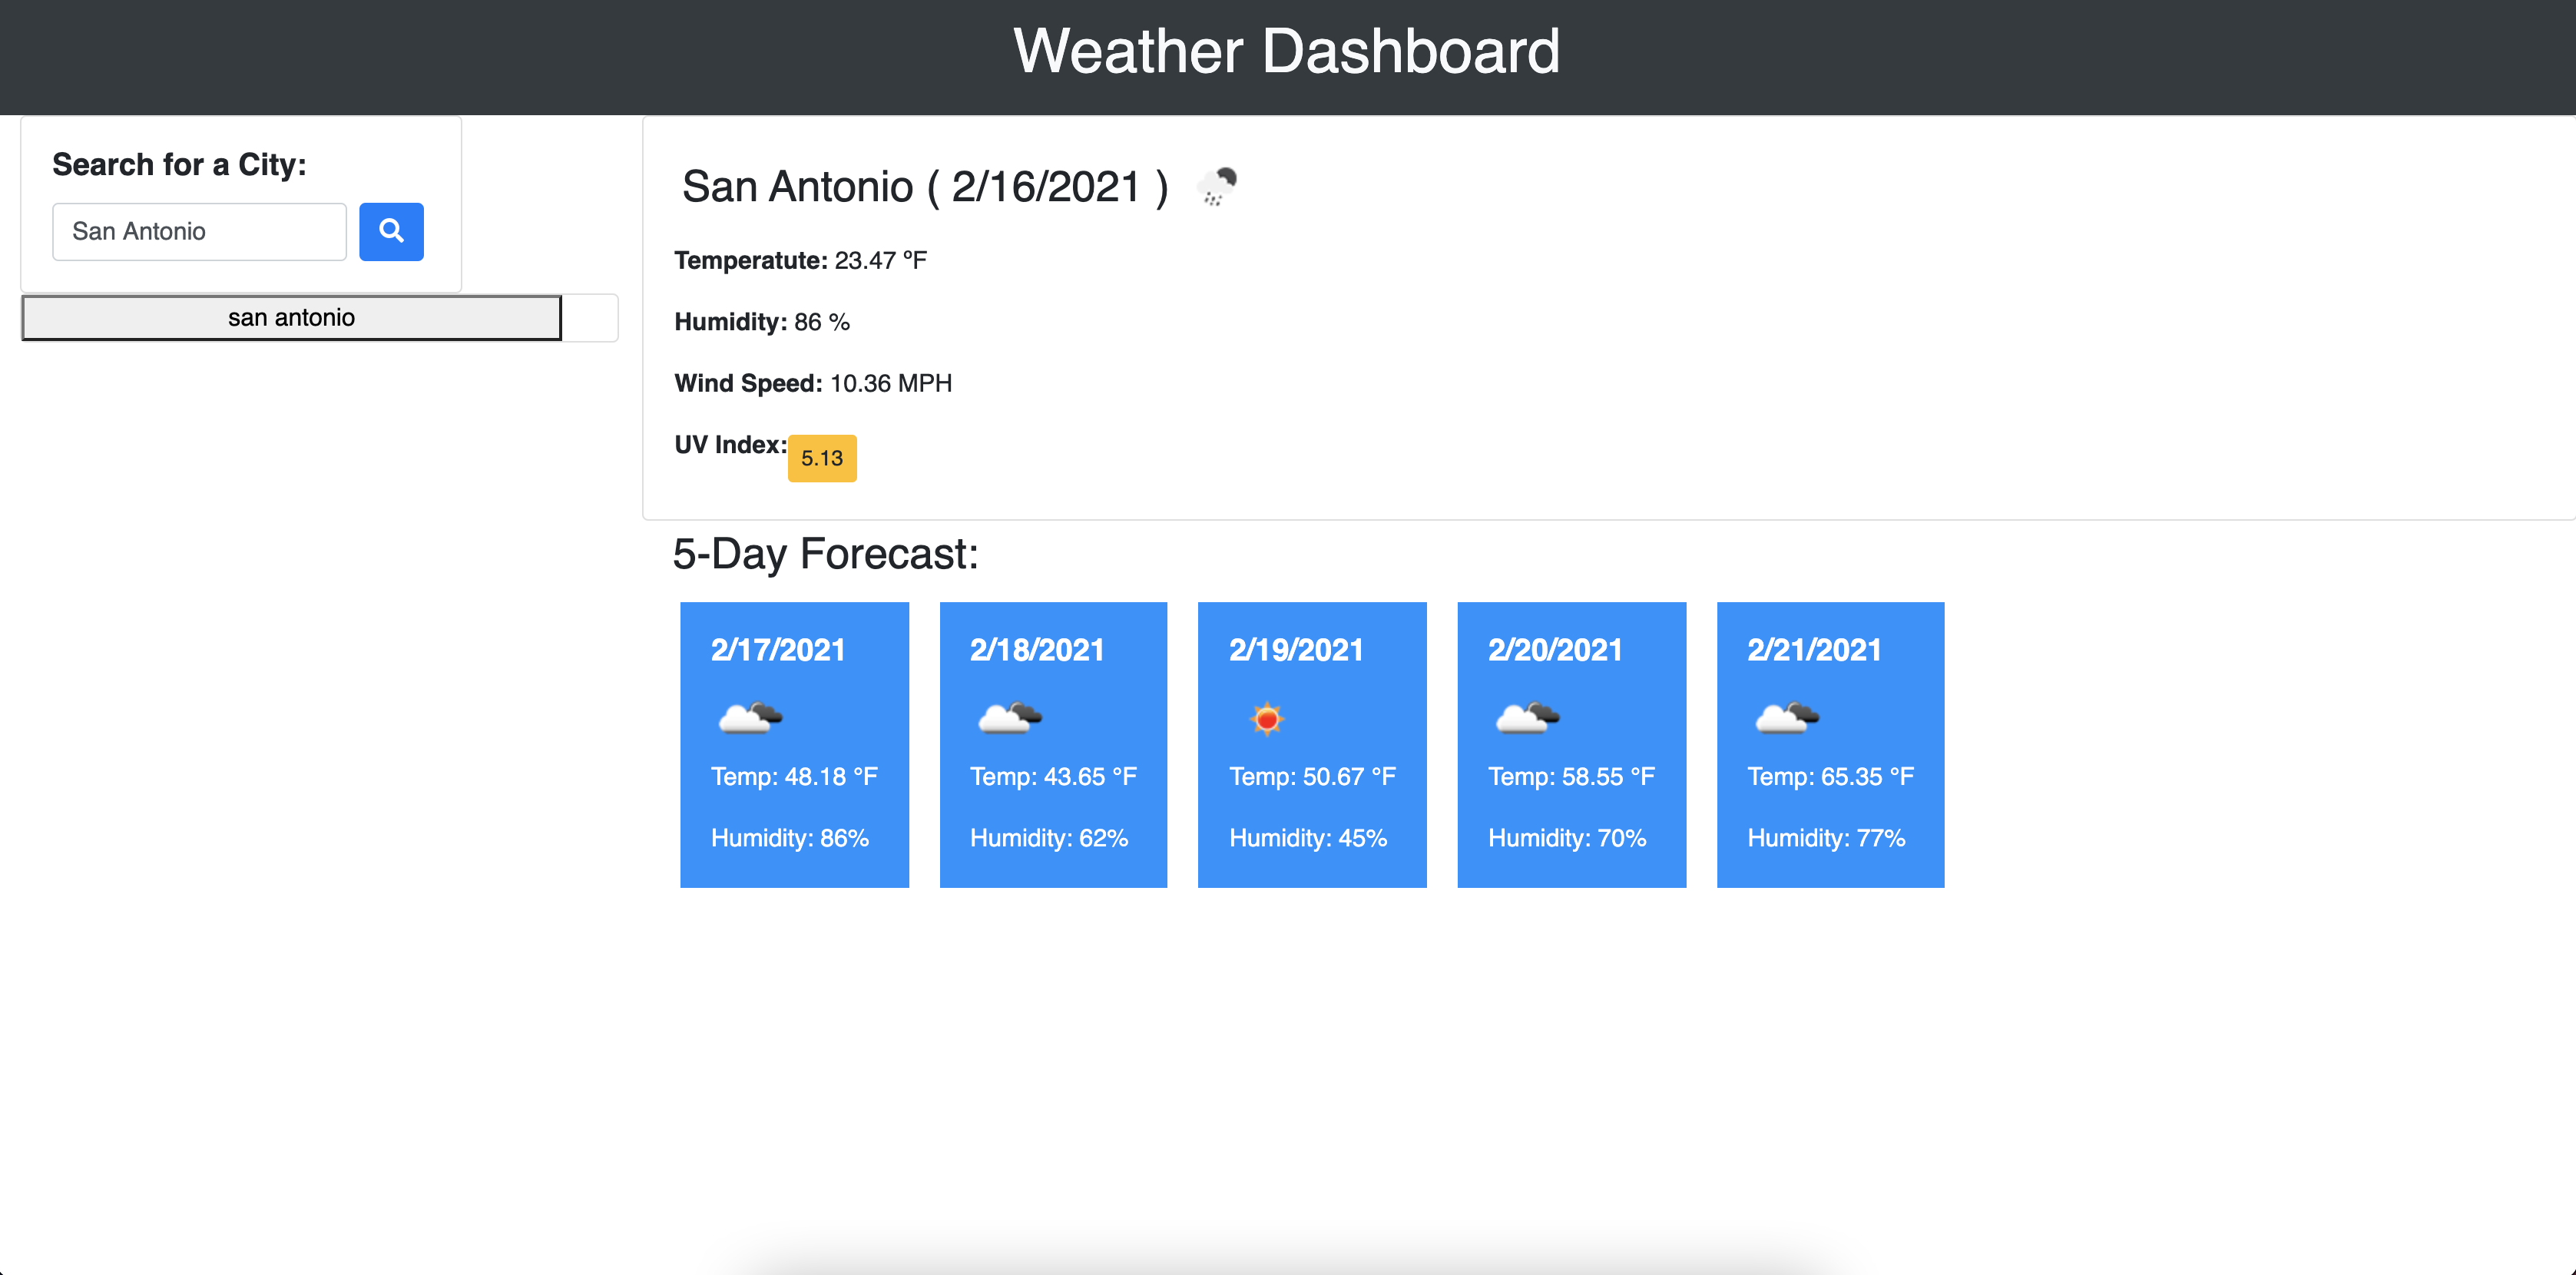 Weather Dashboard
Search for a City:
San Antonio
san antonio
San Antonio ( 2/16/2021 )
Temperatute: 23.47 °F
Humidity: 86 %
Wind Speed: 10.36 MPH
UV Index: 5.13
5-Day Forecast:
2/17/2021
Temp: 48.18 °F
Humidity: 86%
2/18/2021
Temp: 43.65 °F
Humidity: 62%
2/19/2021
Temp: 50.67 °F
Humidity: 45%
2/20/2021
Temp: 58.55 °F
Humidity: 70%
2/21/2021
Temp: 65.35 °F
Humidity: 77%